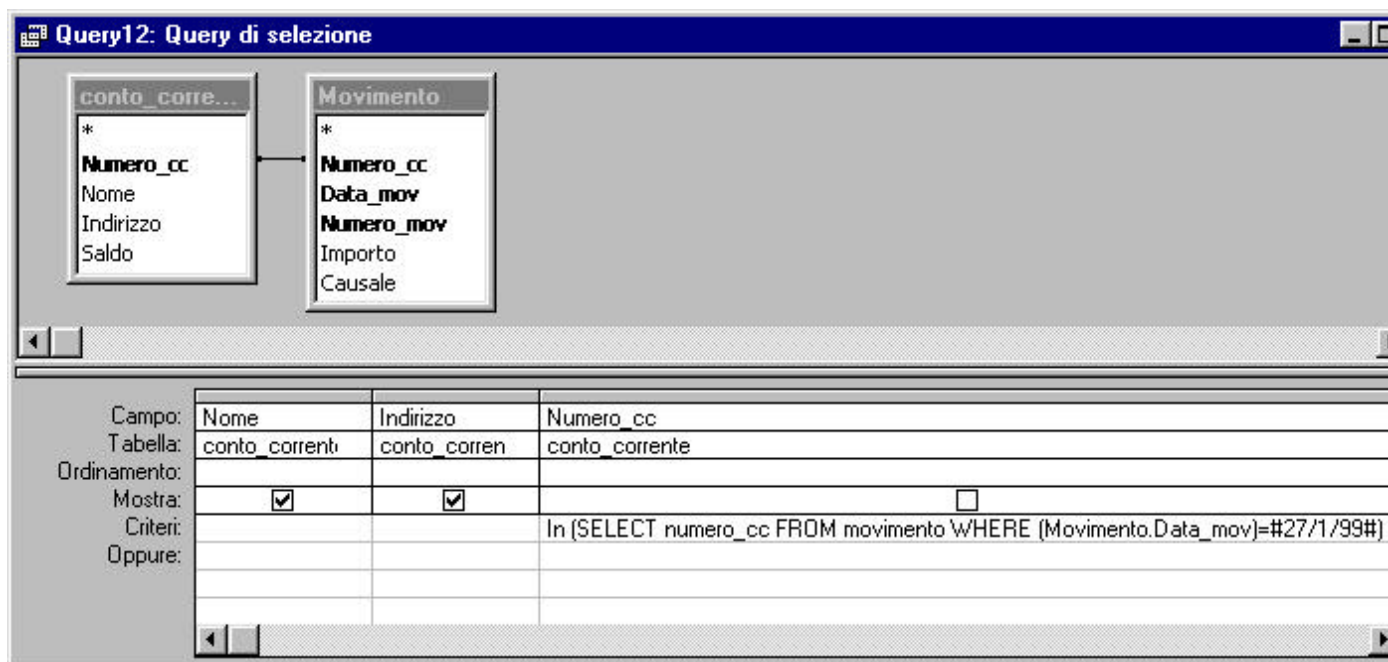 Query12: Query di selezione
conto_corre...
*
Numero_cc
Nome
Indirizzo
Saldo
Movimento
*
Numero_cc
Data_mov
Numero_mov
Importo
Causale
Campo: Nome Indirizzo Numero_cc
Tabella: conto_corrente conto_corren conto_corrente
Ordinamento:
Mostra:
Criteri: In (SELECT numero_cc FROM movimento WHERE (Movimento.Data_mov)=#27/1/99#)
Oppure: